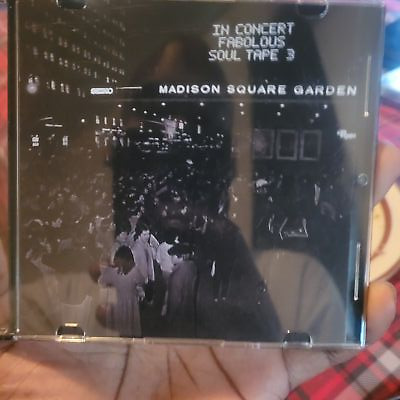 IN CONCERT
FABOLOUS
SOUL TAPE 3
MADISON SQUARE GARDEN